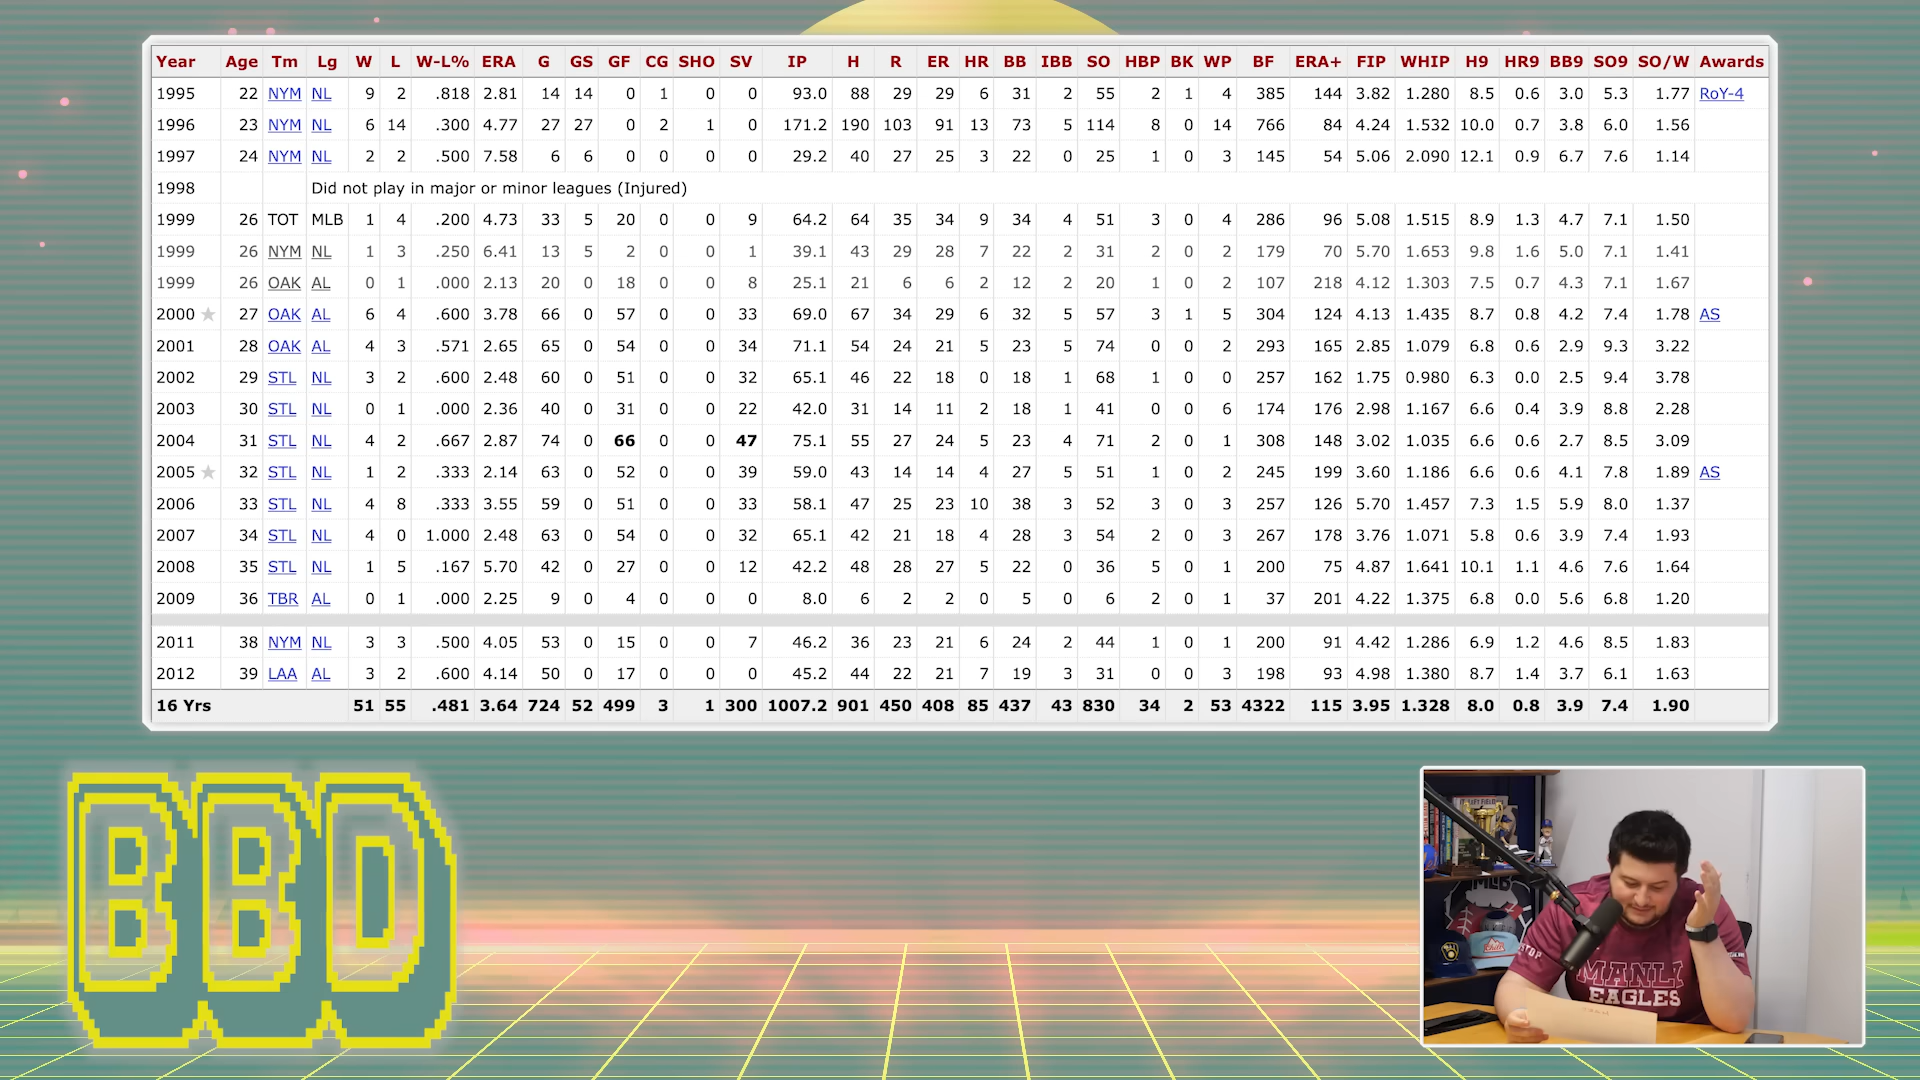 Year Age Tm Lg W L W-L% ERA G GS GF CG SHO SV IP H R ER HR BB IBB SO HBP BK WP BF ERA+ FIP WHIP H9 HR9 BB9 SO9 SO/W Awards
1995 22 NYM NL 9 2 .818 2.81 14 14 0 1 0 0 93.0 88 29 29 6 31 2 55 2 1 4 385 144 3.82 1.280 8.5 0.6 3.0 5.3 1.77 RoY-4
1996 23 NYM NL 6 14 .300 4.77 27 27 0 2 1 0 171.2 190 103 91 13 73 5 114 8 0 14 766 84 4.24 1.532 10.0 0.7 3.8 6.0 1.56
1997 24 NYM NL 2 2 .500 7.58 6 6 0 0 0 0 29.2 40 27 25 3 22 0 25 1 0 3 145 54 5.06 2.090 12.1 0.9 6.7 7.6 1.14
1998 Did not play in major or minor leagues (Injured)
1999 26 TOT MLB 1 4 .200 4.73 33 5 20 0 0 9 64.2 64 35 34 9 34 4 51 3 0 4 286 96 5.08 1.515 8.9 1.3 4.7 7.1 1.50
1999 26 NYM NL 1 3 .250 6.41 13 5 2 0 0 1 39.1 43 29 28 7 22 2 31 2 0 2 179 70 5.70 1.653 9.8 1.6 5.0 7.1 1.41
1999 26 OAK AL 0 1 .000 2.13 20 0 18 0 0 8 25.1 21 6 6 2 12 2 20 1 0 2 107 218 4.12 1.303 7.5 0.7 4.3 7.1 1.67
2000 ★ 27 OAK AL 6 4 .600 3.78 66 0 57 0 0 33 69.0 67 34 29 6 32 5 57 3 1 5 304 124 4.13 1.435 8.7 0.8 4.2 7.4 1.78 AS
2001 28 OAK AL 4 3 .571 2.65 65 0 54 0 0 34 71.1 54 24 21 5 23 5 74 0 0 2 293 165 2.85 1.079 6.8 0.6 2.9 9.3 3.22
2002 29 STL NL 3 2 .600 2.48 60 0 51 0 0 32 65.1 46 22 18 0 18 1 68 1 0 0 257 162 1.75 0.980 6.3 0.0 2.5 9.4 3.78
2003 30 STL NL 0 1 .000 2.36 40 0 31 0 0 22 42.0 31 14 11 2 18 1 41 0 0 6 174 176 2.98 1.167 6.6 0.4 3.9 8.8 2.28
2004 31 STL NL 4 2 .667 2.87 74 0 66 0 0 47 75.1 55 27 24 5 23 4 71 2 0 1 308 148 3.02 1.035 6.6 0.6 2.7 8.5 3.09
2005 ★ 32 STL NL 1 2 .333 2.14 63 0 52 0 0 39 59.0 43 14 14 4 27 5 51 1 0 2 245 199 3.60 1.186 6.6 0.6 4.1 7.8 1.89 AS
2006 33 STL NL 4 8 .333 3.55 59 0 51 0 0 33 58.1 47 25 23 10 38 3 52 3 0 3 257 126 5.70 1.457 7.3 1.5 5.9 8.0 1.37
2007 34 STL NL 4 0 1.000 2.48 63 0 54 0 0 32 65.1 42 21 18 4 28 3 54 2 0 3 267 178 3.76 1.071 5.8 0.6 3.9 7.4 1.93
2008 35 STL NL 1 5 .167 5.70 42 0 27 0 0 12 42.2 48 28 27 5 22 0 36 5 0 1 200 75 4.87 1.641 10.1 1.1 4.6 7.6 1.64
2009 36 TBR AL 0 1 .000 2.25 9 0 4 0 0 0 8.0 6 2 2 0 5 0 6 2 0 1 37 201 4.22 1.375 6.8 0.0 5.6 6.8 1.20
2011 38 NYM NL 3 3 .500 4.05 53 0 15 0 0 7 46.2 36 23 21 6 24 2 44 1 0 1 200 91 4.42 1.286 6.9 1.2 4.6 8.5 1.83
2012 39 LAA AL 3 2 .600 4.14 50 0 17 0 0 1 45.2 44 22 21 7 19 3 31 0 0 3 198 93 4.98 1.380 8.7 1.4 3.7 6.1 1.63
16 Yrs 51 55 .481 3.64 724 52 499 3 1 300 1007.2 901 450 408 85 437 43 830 34 2 53 4322 115 3.95 1.328 8.0 0.8 3.9 7.4 1.90
BBD
MANLY
EAGLES